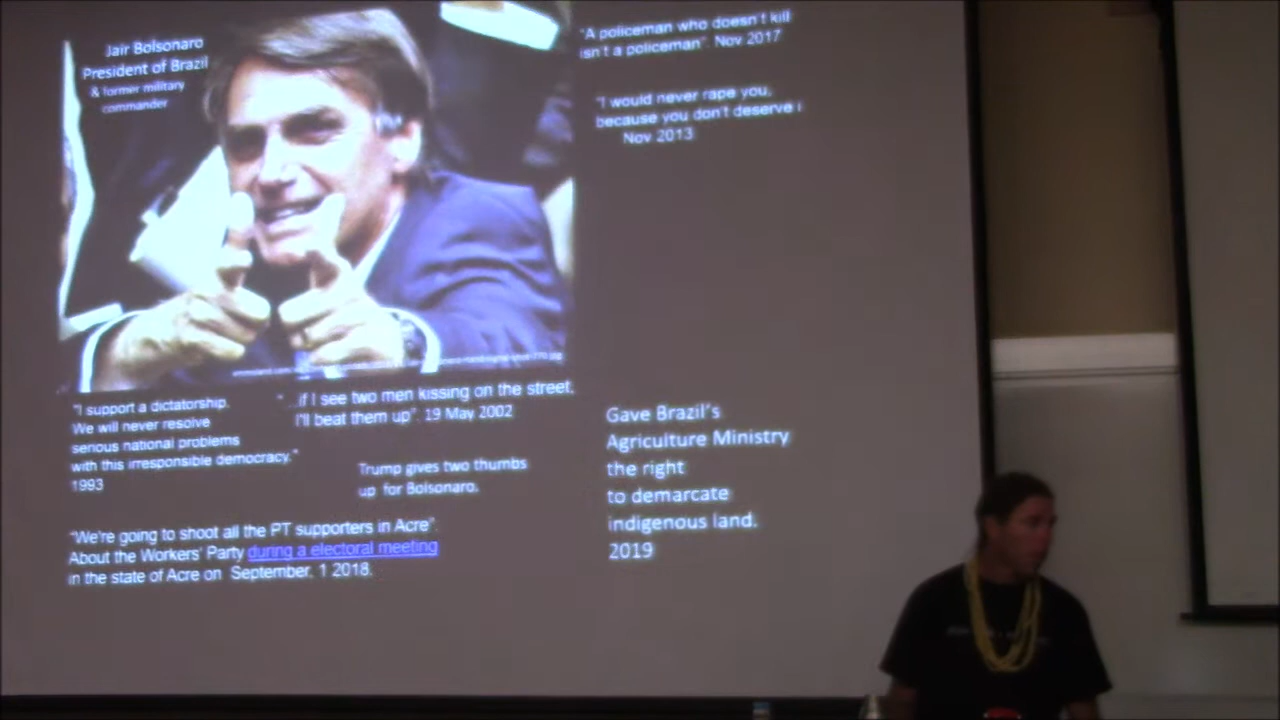 Jair Bolsonaro
President of Brazil
& former military
commander
"A policeman who doesn't kill
isn't a policeman". Nov 2017
"I would never rape you,
because you don't deserve i
Nov 2013
"I support a dictatorship.
We will never resolve
serious national problems
with this irresponsible democracy."
1993
"...if I see two men kissing on the street,
I'll beat them up". 19 May 2002
Trump gives two thumbs
up for Bolsonaro.
"We're going to shoot all the PT supporters in Acre".
About the Workers' Party during a electoral meeting
in the state of Acre on September, 1 2018.
Gave Brazil's
Agriculture Ministry
the right
to demarcate
indigenous land.
2019